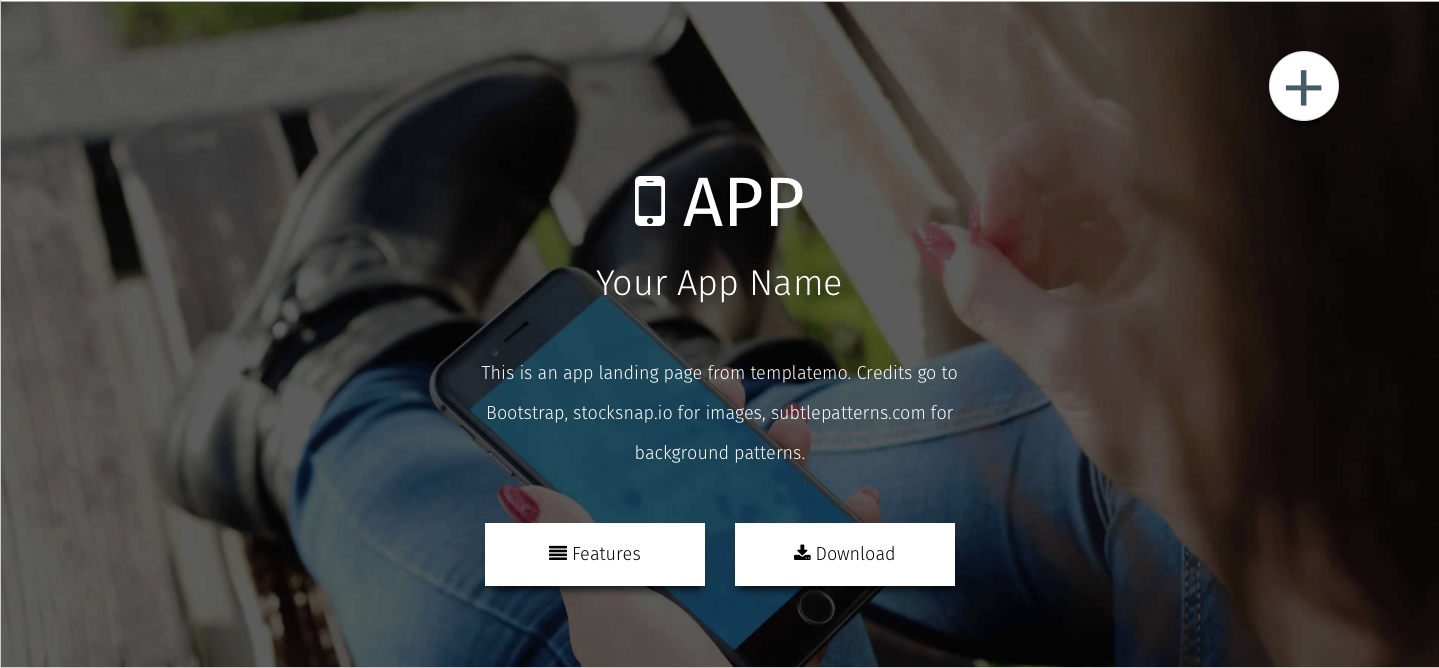 APP
Your App Name
This is an app landing page from templatemo. Credits go to
Bootstrap, stocksnap.io for images, subtlepatterns.com for
background patterns.
Features
Download